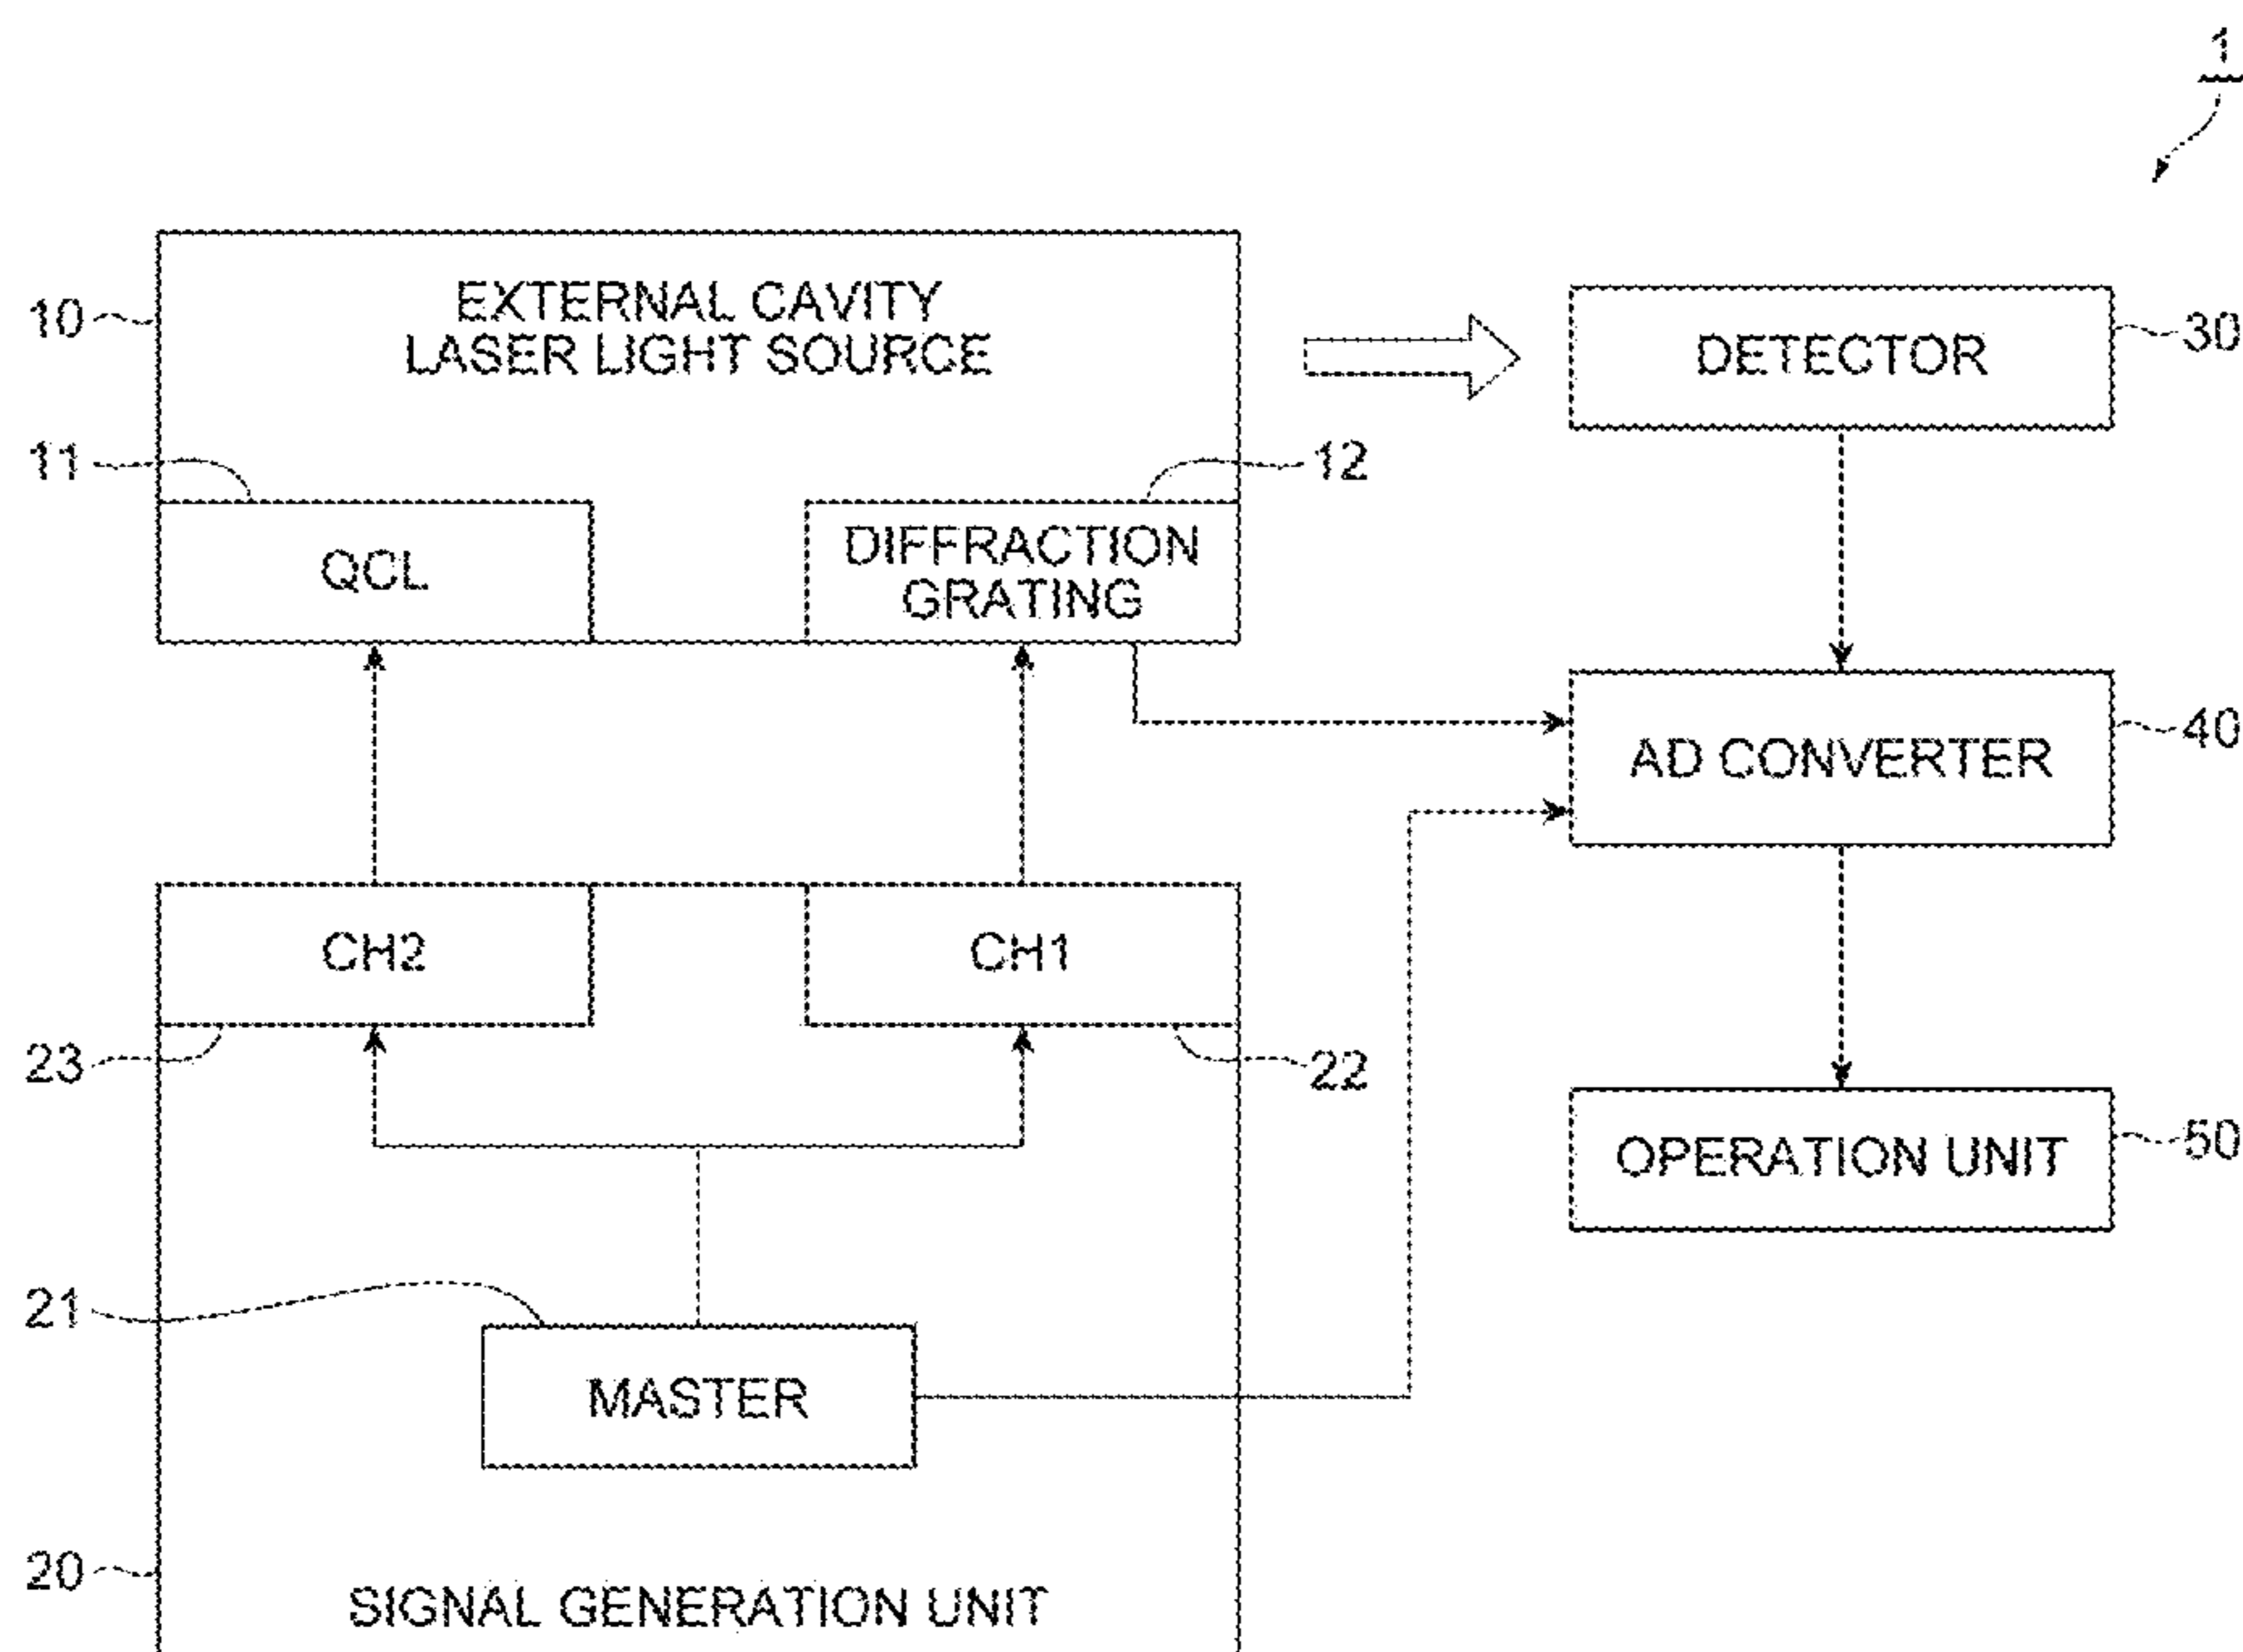 1
10
EXTERNAL CAVITY
LASER LIGHT SOURCE
DETECTOR
30
11
12
QCL
DIFFRACTION
GRATING
AD CONVERTER
40
CH2
CH1
23
22
OPERATION UNIT
50
21
MASTER
20
SIGNAL GENERATION UNIT